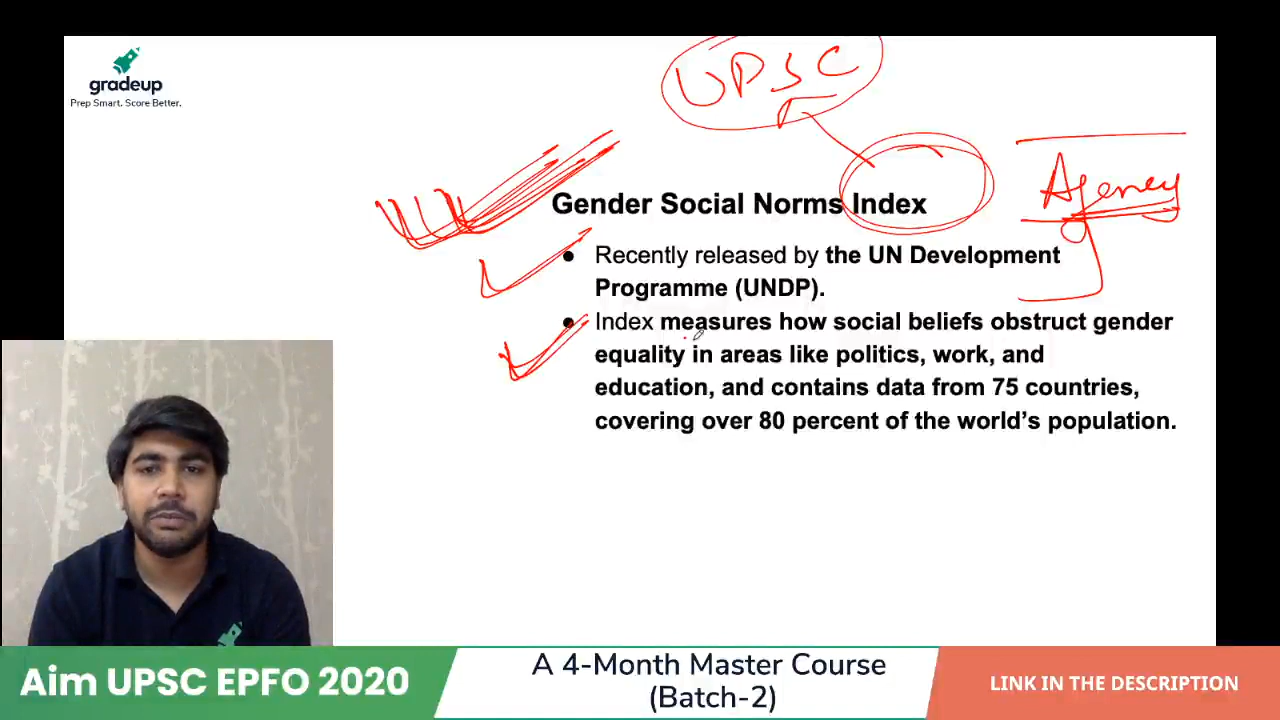 gradeup
Prep Smart. Score Better.
UPSC
Agency
Gender Social Norms Index
● Recently released by the UN Development
Programme (UNDP).
● Index measures how social beliefs obstruct gender
equality in areas like politics, work, and
education, and contains data from 75 countries,
covering over 80 percent of the world's population.
Aim UPSC EPFO 2020
A 4-Month Master Course
(Batch-2)
LINK IN THE DESCRIPTION